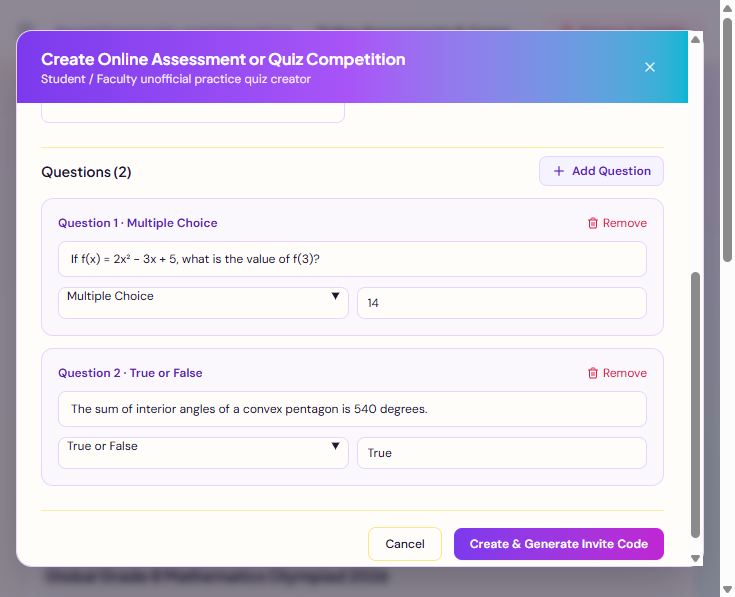 Create Online Assessment or Quiz Competition
Student / Faculty unofficial practice quiz creator
Questions (2)
Add Question
Question 1 · Multiple Choice
Remove
If f(x) = 2x² − 3x + 5, what is the value of f(3)?
Multiple Choice
14
Question 2 · True or False
Remove
The sum of interior angles of a convex pentagon is 540 degrees.
True or False
True
Cancel
Create & Generate Invite Code
Global Grade 8 Mathematics Olympiad 2026